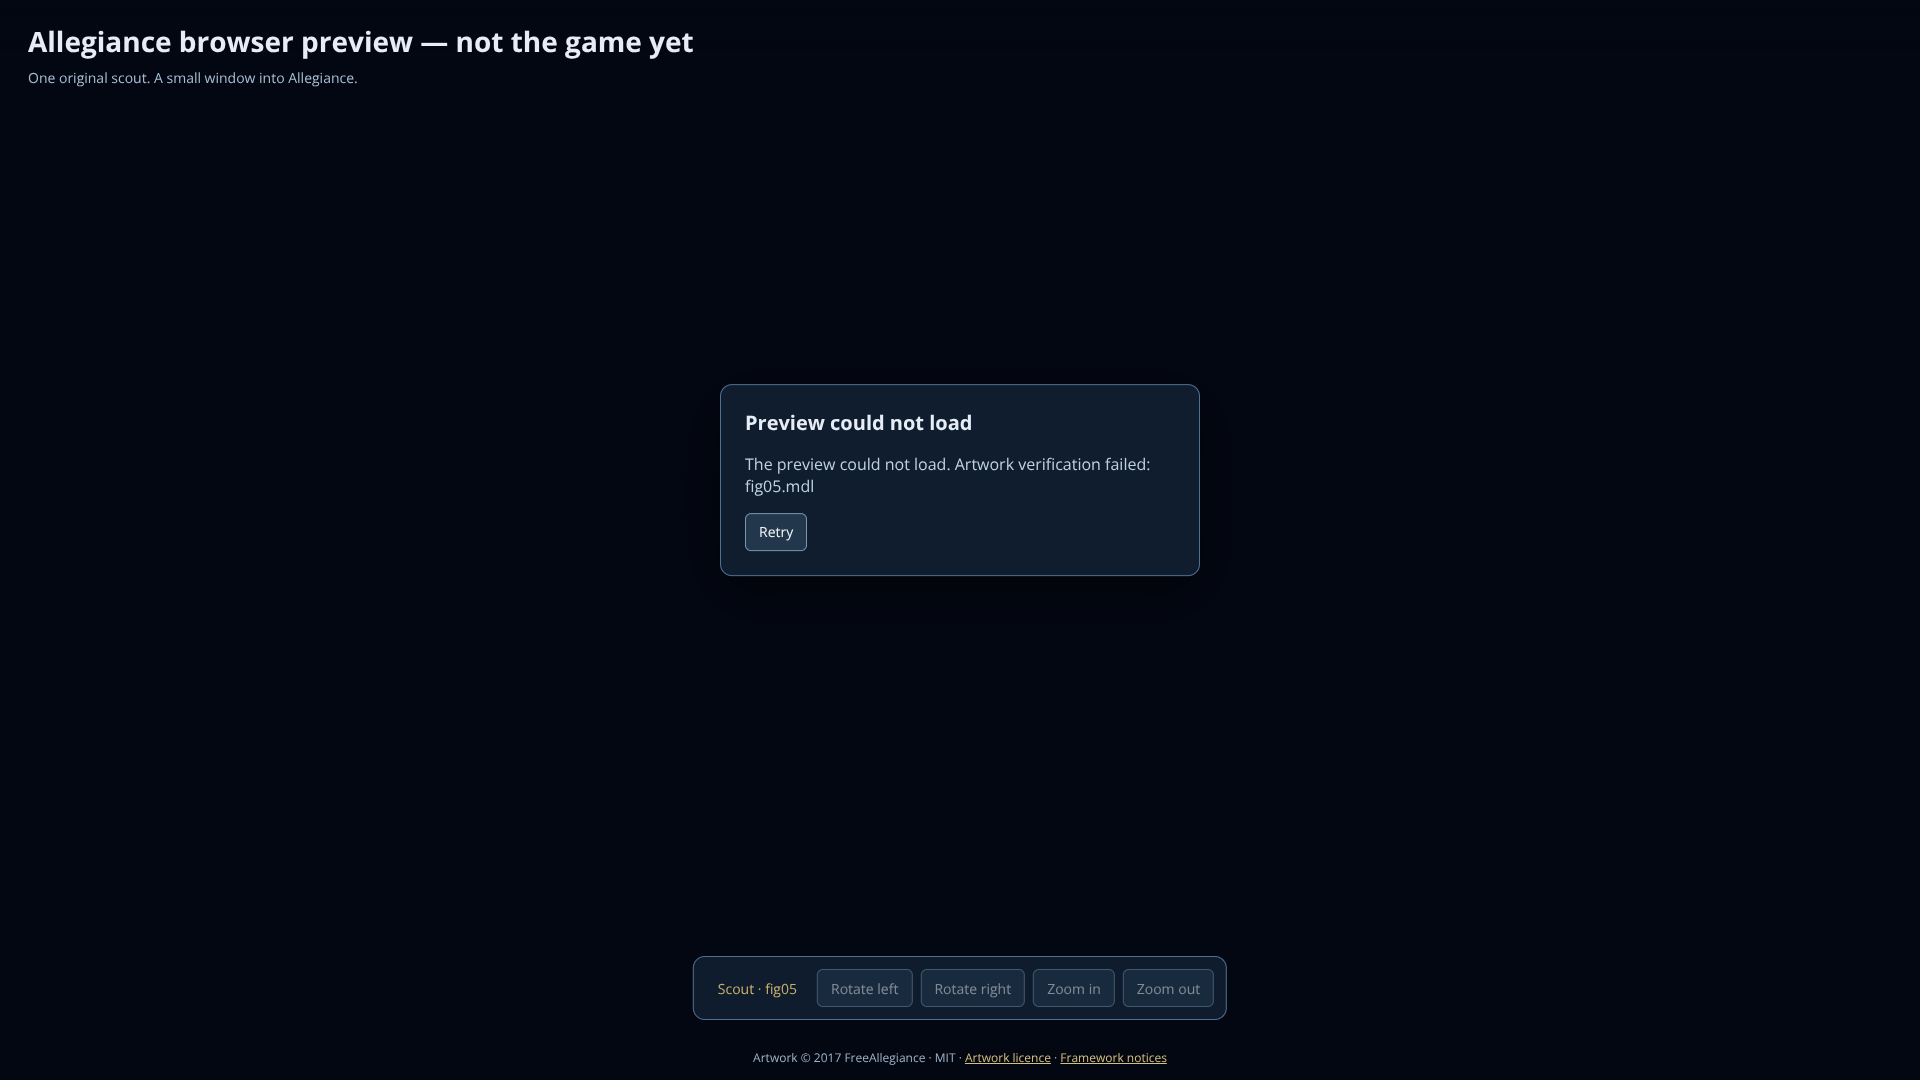 Allegiance browser preview — not the game yet
One original scout. A small window into Allegiance.
Preview could not load
The preview could not load. Artwork verification failed:
fig05.mdl
Retry
Scout · fig05 Rotate left Rotate right Zoom in Zoom out
Artwork © 2017 FreeAllegiance · MIT · Artwork licence · Framework notices